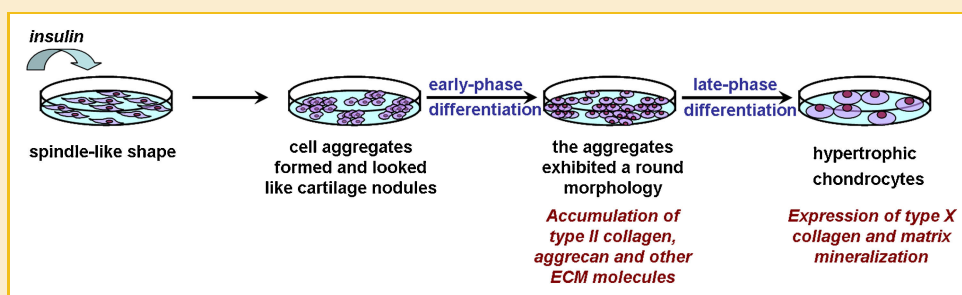 insulin
spindle-like shape
cell aggregates
formed and looked
like cartilage nodules
early-phase
differentiation
the aggregates
exhibited a round
morphology
Accumulation of
type II collagen,
aggrecan and other
ECM molecules
late-phase
differentiation
hypertrophic
chondrocytes
Expression of type X
collagen and matrix
mineralization